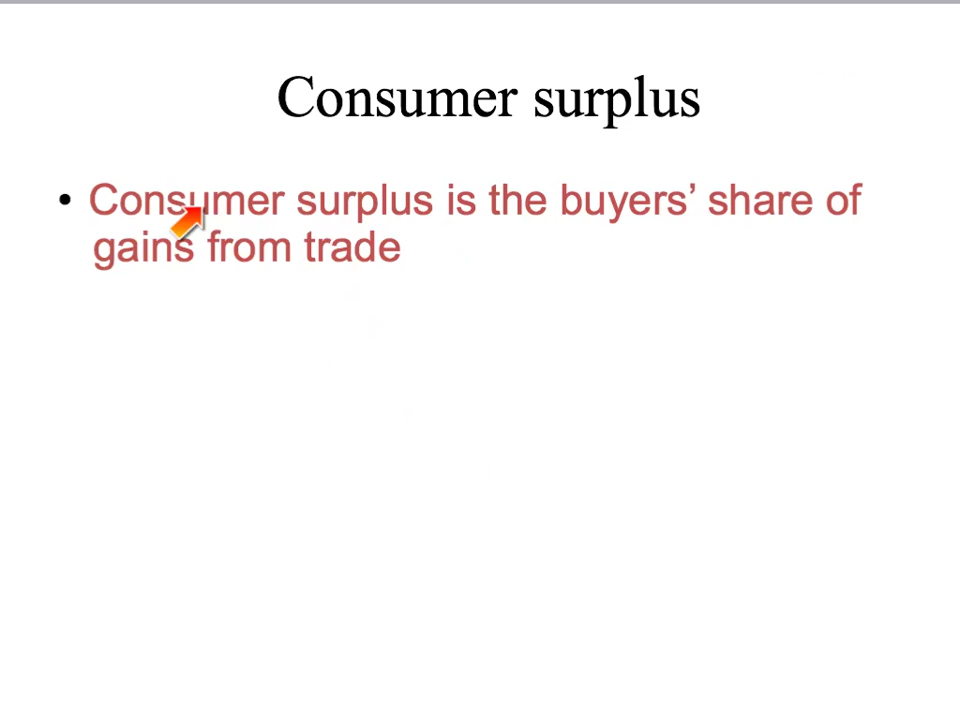 Consumer surplus
• Consumer surplus is the buyers’ share of
gains from trade